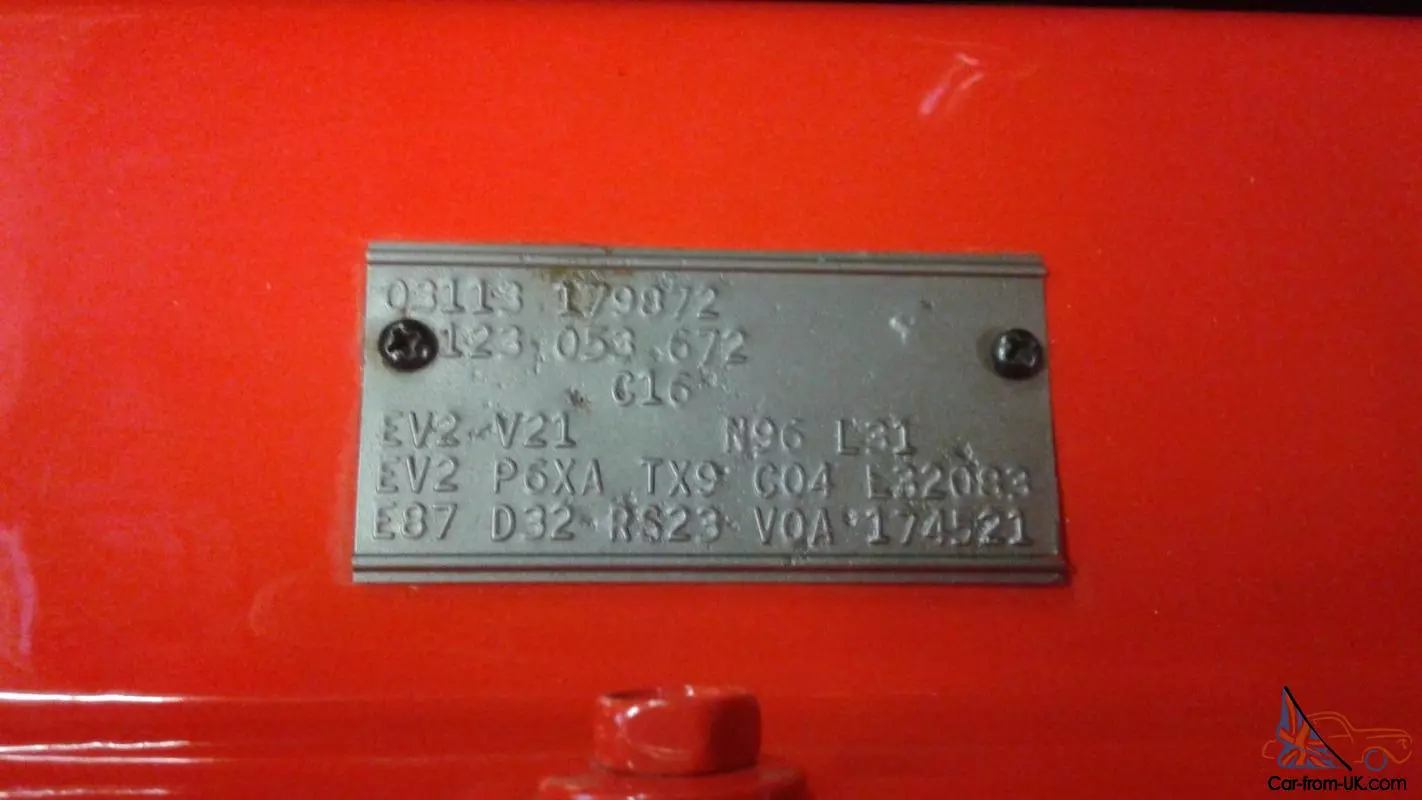 03113 179872
123 053 672
C16
EV2 V21 N96 L31
EV2 P6XA TX9 C04 L32083
E87 D32 RS23 V0A 174521
Car-from-UK.com